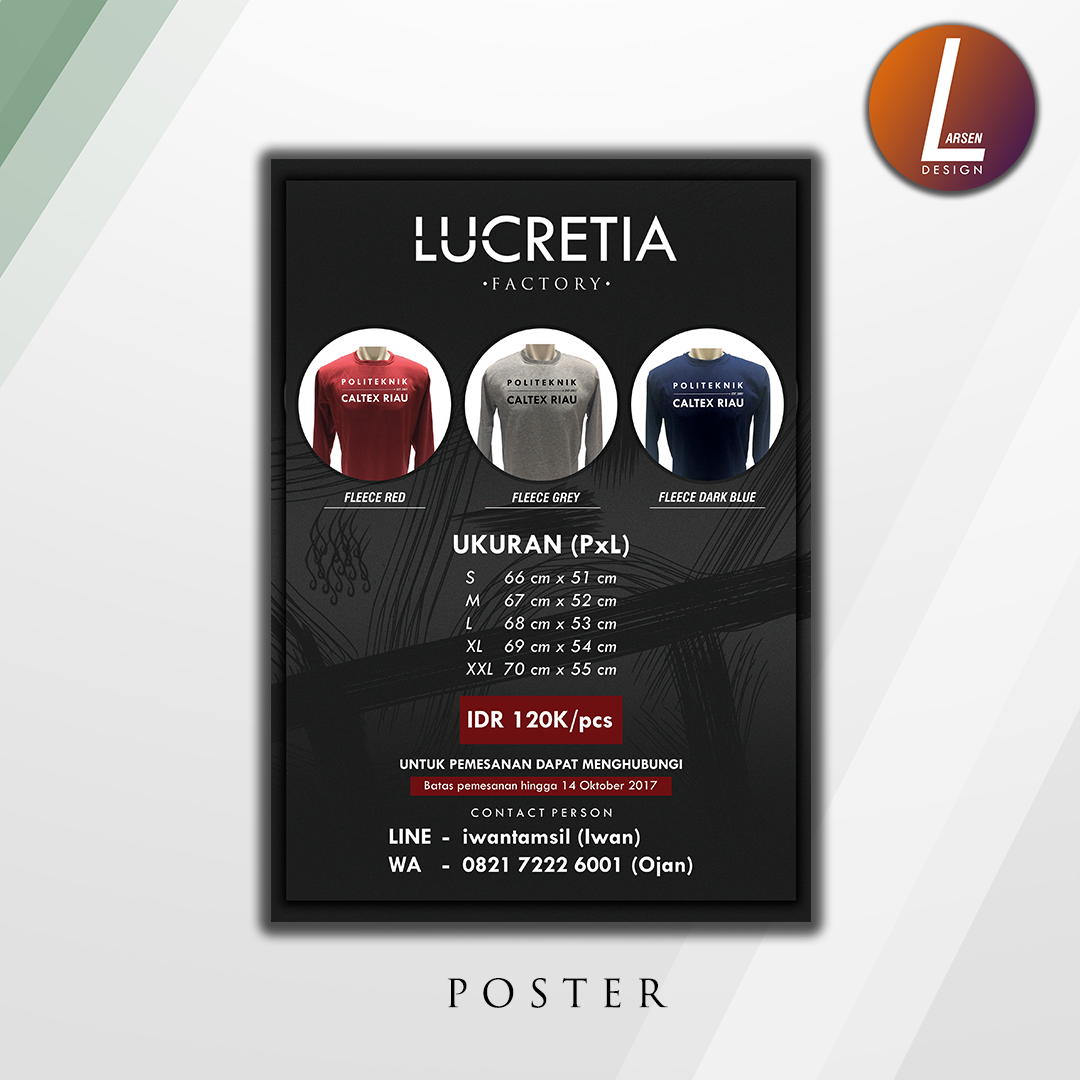 LARSEN
DESIGN
LUCRETIA
•FACTORY•
POLITEKNIK
CALTEX RIAU
POLITEKNIK
CALTEX RIAU
POLITEKNIK
CALTEX RIAU
FLEECE RED
FLEECE GREY
FLEECE DARK BLUE
UKURAN (PxL)
S 66 cm x 51 cm
M 67 cm x 52 cm
L 68 cm x 53 cm
XL 69 cm x 54 cm
XXL 70 cm x 55 cm
IDR 120K/pcs
UNTUK PEMESANAN DAPAT MENGHUBUNGI
Batas pemesanan hingga 14 Oktober 2017
CONTACT PERSON
LINE - iwantamsil (Iwan)
WA - 0821 7222 6001 (Ojan)
POSTER